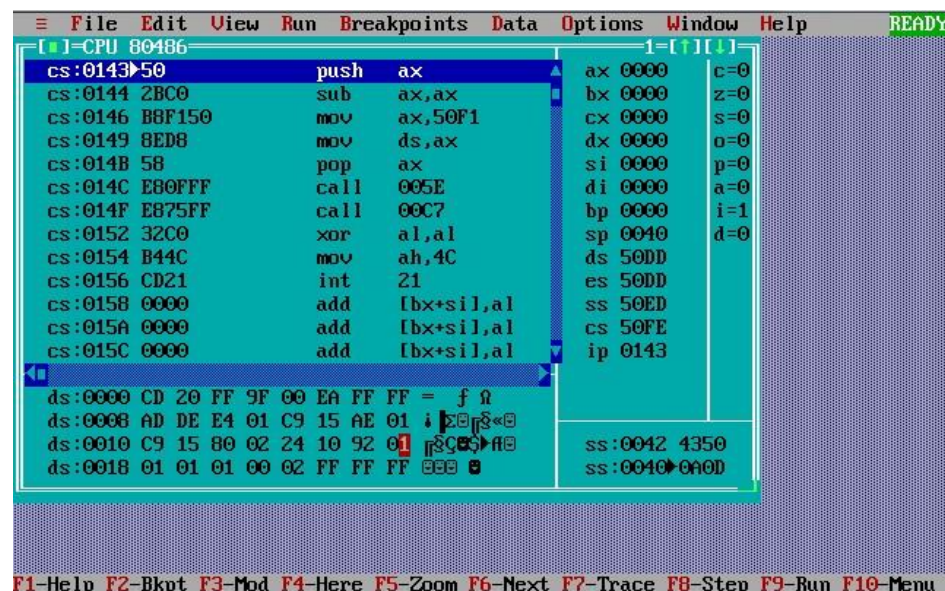 ≡ File Edit View Run Breakpoints Data Options Window Help READY
[■]=CPU 80486 1=[↑][↓]
cs:0143►50 push ax ax 0000 c=0
cs:0144 2BC0 sub ax,ax bx 0000 z=0
cs:0146 B8F150 mov ax,50F1 cx 0000 s=0
cs:0149 8ED8 mov ds,ax dx 0000 o=0
cs:014B 58 pop ax si 0000 p=0
cs:014C E80FFF call 005E di 0000 a=0
cs:014F E875FF call 00C7 bp 0000 i=1
cs:0152 32C0 xor al,al sp 0040 d=0
cs:0154 B44C mov ah,4C ds 50DD
cs:0156 CD21 int 21 es 50DD
cs:0158 0000 add [bx+si],al ss 50ED
cs:015A 0000 add [bx+si],al cs 50FE
cs:015C 0000 add [bx+si],al ip 0143
ds:0000 CD 20 FF 9F 00 EA FF FF = ƒ Ω
ds:0008 AD DE E4 01 C9 15 AE 01 ¡▐Σ☺╔§«☺
ds:0010 C9 15 80 02 24 10 92 01 ╔§Ç☻$►Æ☺ ss:0042 4350
ds:0018 01 01 01 00 02 FF FF FF ☺☺☺ ☻ ss:0040►0A0D
F1-Help F2-Bkpt F3-Mod F4-Here F5-Zoom F6-Next F7-Trace F8-Step F9-Run F10-Menu